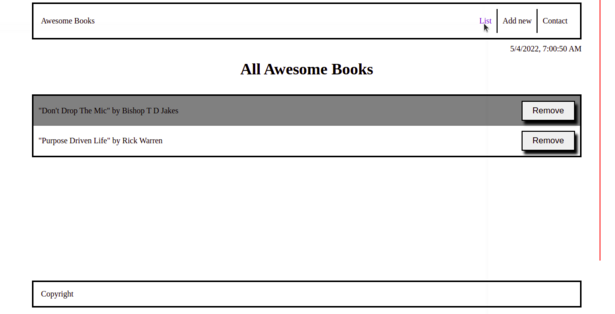 Awesome Books
List
Add new
Contact
5/4/2022, 7:00:50 AM
All Awesome Books
"Don't Drop The Mic" by Bishop T D Jakes
Remove
"Purpose Driven Life" by Rick Warren
Remove
Copyright